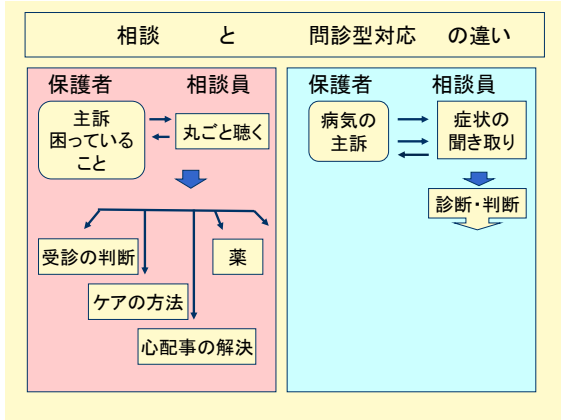 相談 と 問診型対応 の違い
保護者 相談員
主訴
困っている
こと
丸ごと聴く
受診の判断
薬
ケアの方法
心配事の解決
保護者 相談員
病気の
主訴
症状の
聞き取り
診断・判断